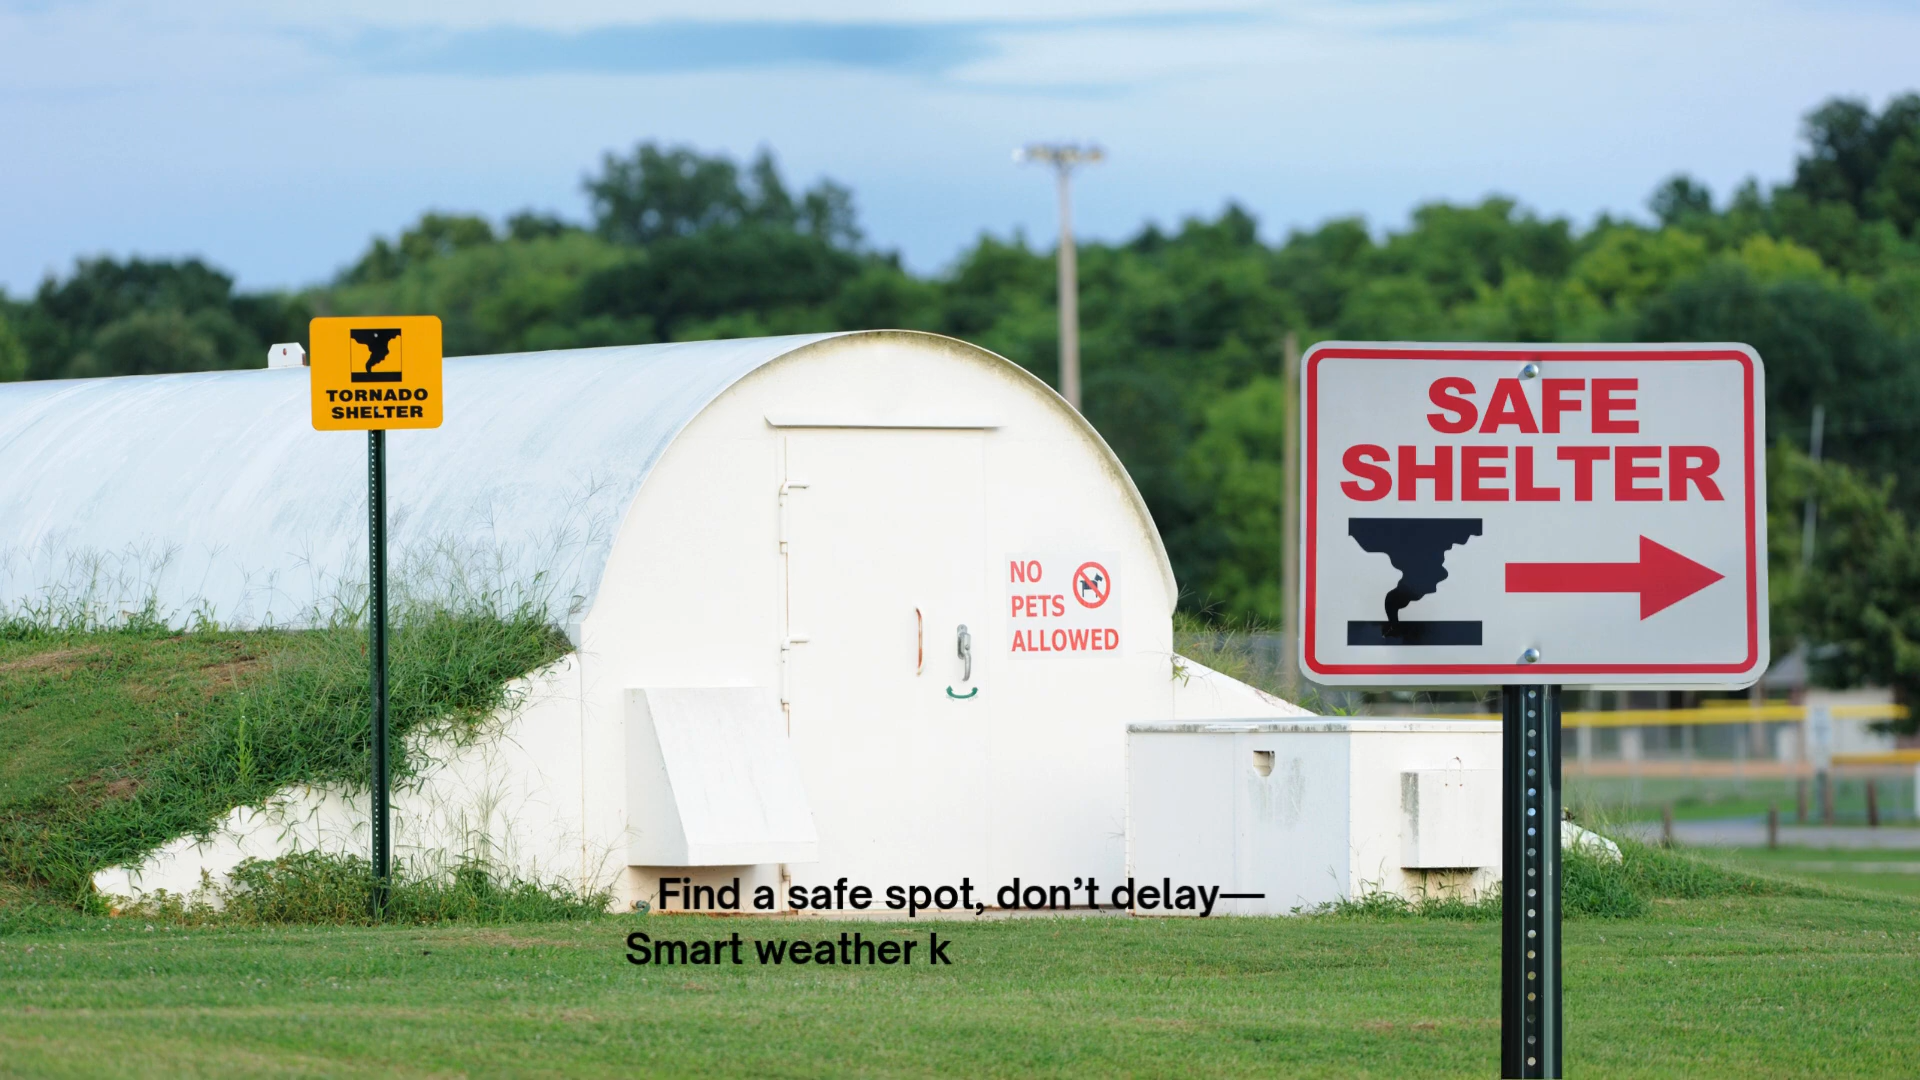 TORNADO
SHELTER
SAFE
SHELTER
NO
PETS
ALLOWED
Find a safe spot, don’t delay—
Smart weather k